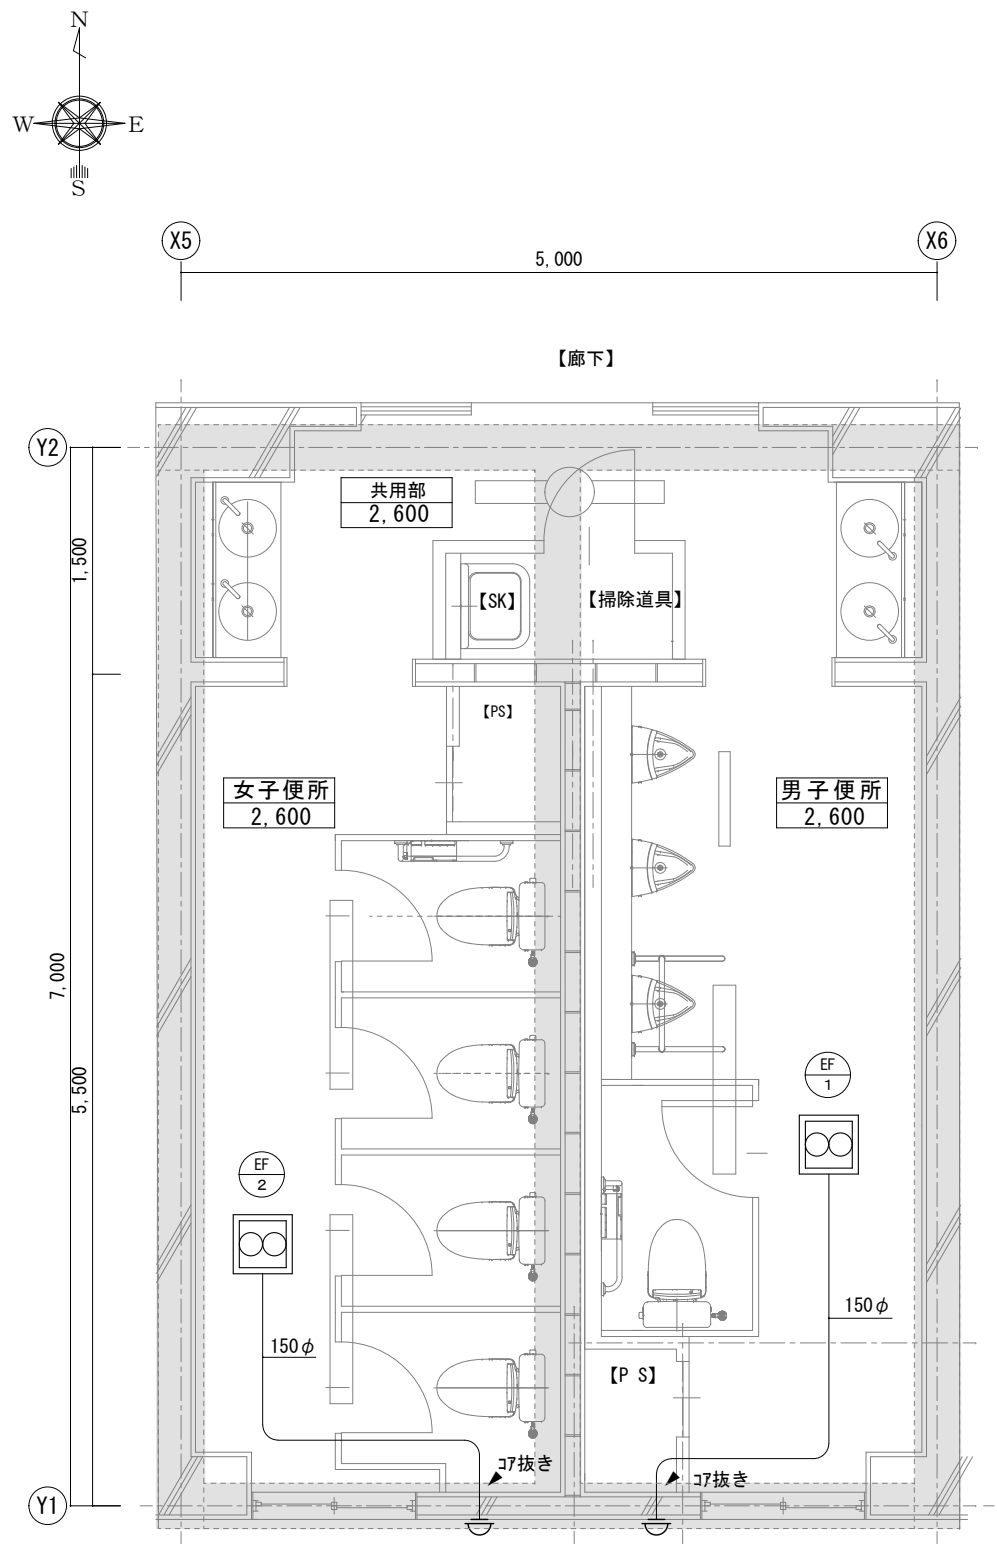 N
W E
S
X5 X6
5,000
【廊下】
Y2
共用部
2,600
1,500
【SK】 【掃除道具】
【PS】
女子便所
2,600
男子便所
2,600
7,000
5,500
EF
1
EF
2
150φ
150φ
【P S】
ｺｱ抜き
ｺｱ抜き
Y1